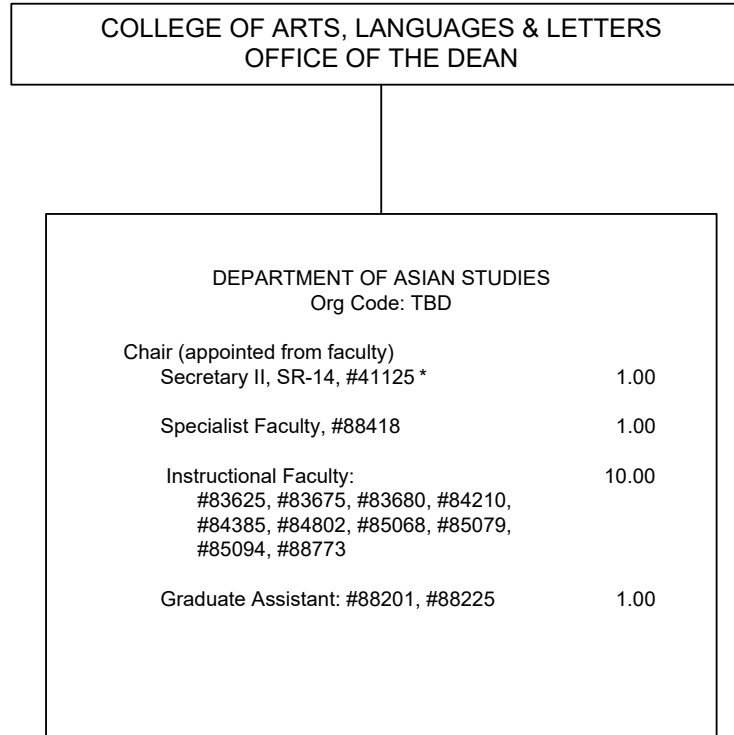 COLLEGE OF ARTS, LANGUAGES & LETTERS
OFFICE OF THE DEAN
DEPARTMENT OF ASIAN STUDIES
Org Code: TBD
Chair (appointed from faculty)
Secretary II, SR-14, #41125 * 1.00
Specialist Faculty, #88418 1.00
Instructional Faculty: 10.00
#83625, #83675, #83680, #84210,
#84385, #84802, #85068, #85079,
#85094, #88773
Graduate Assistant: #88201, #88225 1.00